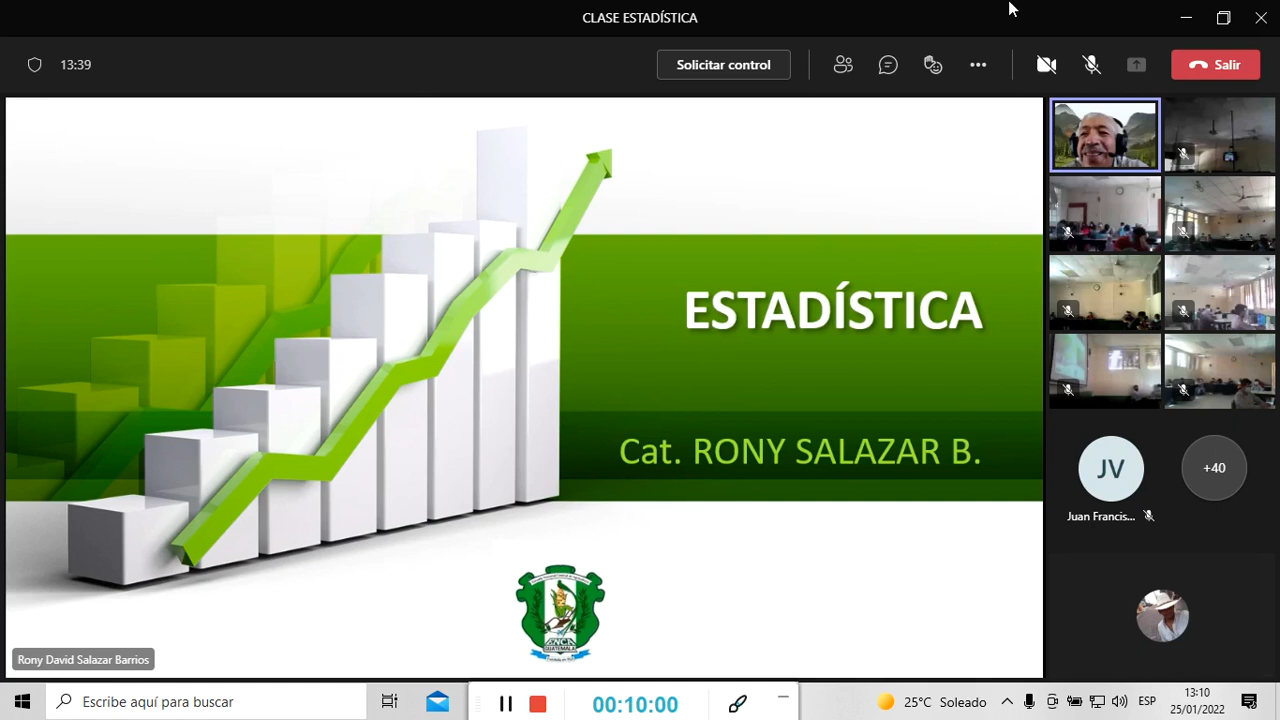 CLASE ESTADÍSTICA
13:39
Solicitar control
Salir
ESTADÍSTICA
Cat. RONY SALAZAR B.
ENCA
GUATEMALA
JV
+40
Juan Francis...
Rony David Salazar Barrios
Escribe aquí para buscar
00:10:00
25°C Soleado
ESP
13:10
25/01/2022